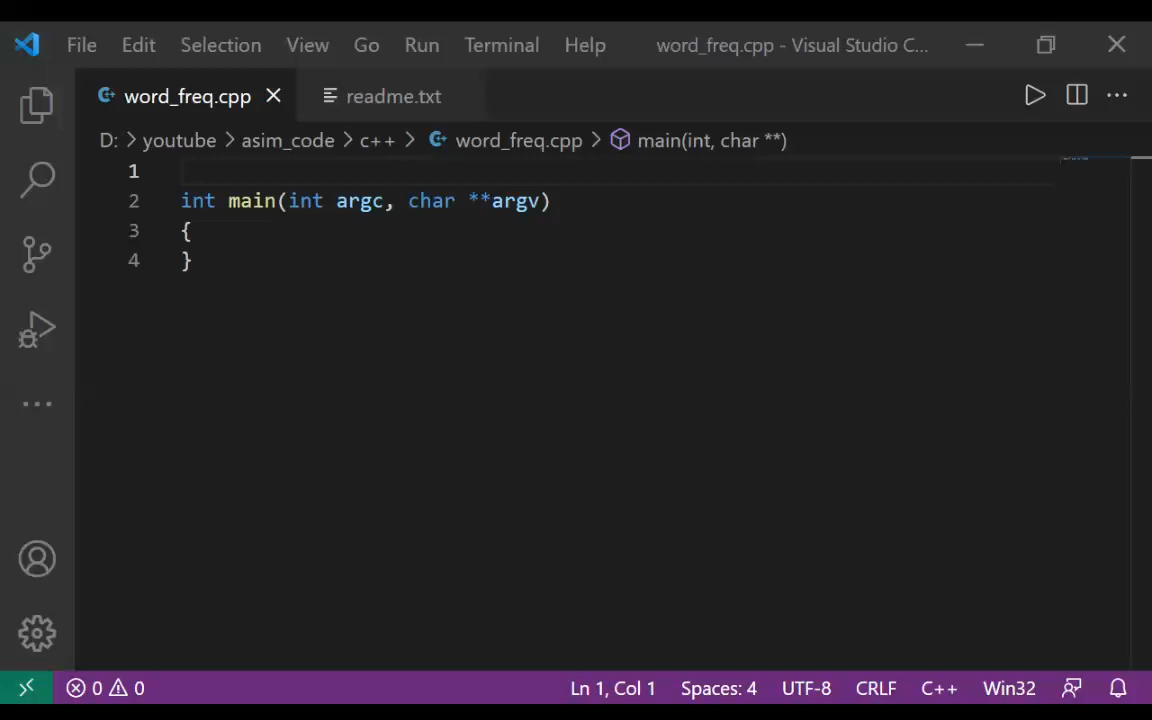 File Edit Selection View Go Run Terminal Help word_freq.cpp - Visual Studio C...
word_freq.cpp readme.txt
D: > youtube > asim_code > c++ > word_freq.cpp > main(int, char **)
1
2 int main(int argc, char **argv)
3 {
4 }
0 0 Ln 1, Col 1 Spaces: 4 UTF-8 CRLF C++ Win32